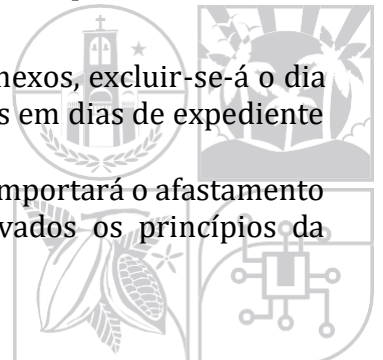 nexos, excluir-se-á o dia
s em dias de expediente
mportará o afastamento
vados os princípios da